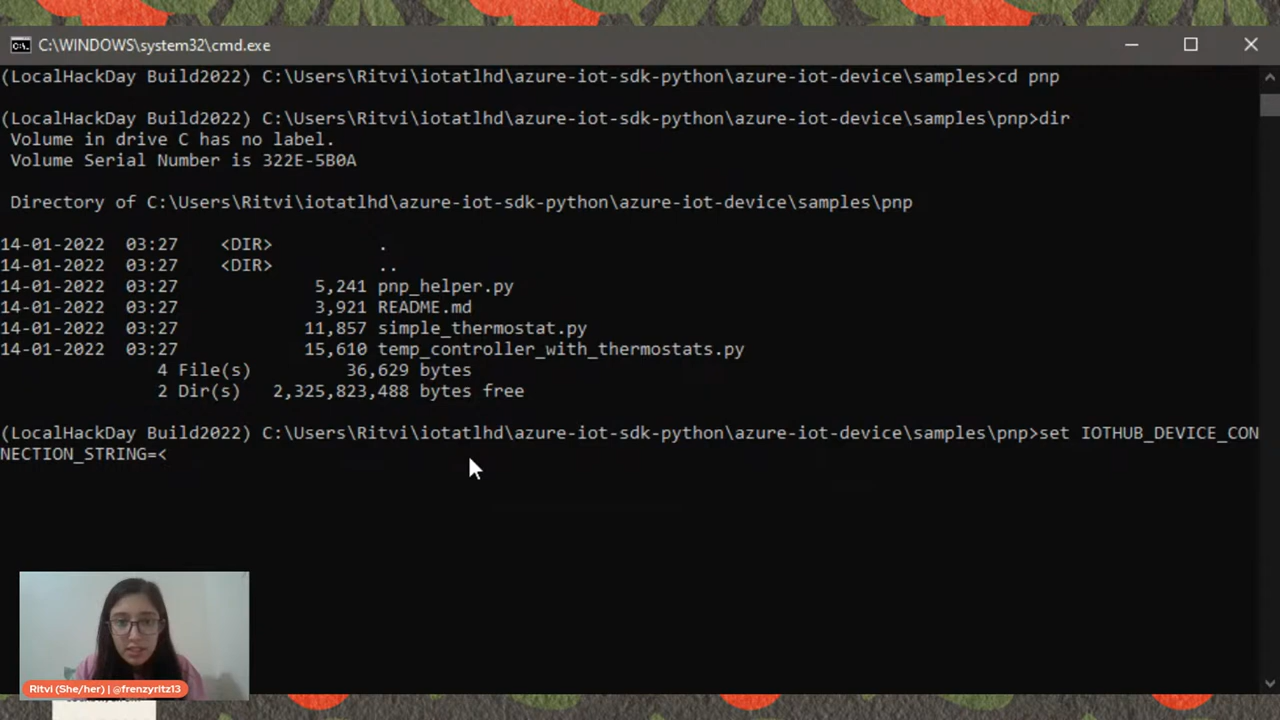 C:\WINDOWS\system32\cmd.exe
(LocalHackDay Build2022) C:\Users\Ritvi\iotatlhd\azure-iot-sdk-python\azure-iot-device\samples>cd pnp
(LocalHackDay Build2022) C:\Users\Ritvi\iotatlhd\azure-iot-sdk-python\azure-iot-device\samples\pnp>dir
Volume in drive C has no label.
Volume Serial Number is 322E-5B0A
Directory of C:\Users\Ritvi\iotatlhd\azure-iot-sdk-python\azure-iot-device\samples\pnp
14-01-2022 03:27 <DIR> .
14-01-2022 03:27 <DIR> ..
14-01-2022 03:27 5,241 pnp_helper.py
14-01-2022 03:27 3,921 README.md
14-01-2022 03:27 11,857 simple_thermostat.py
14-01-2022 03:27 15,610 temp_controller_with_thermostats.py
4 File(s) 36,629 bytes
2 Dir(s) 2,325,823,488 bytes free
(LocalHackDay Build2022) C:\Users\Ritvi\iotatlhd\azure-iot-sdk-python\azure-iot-device\samples\pnp>set IOTHUB_DEVICE_CON
NECTION_STRING=<
Ritvi (She/her) | @frenzyritz13